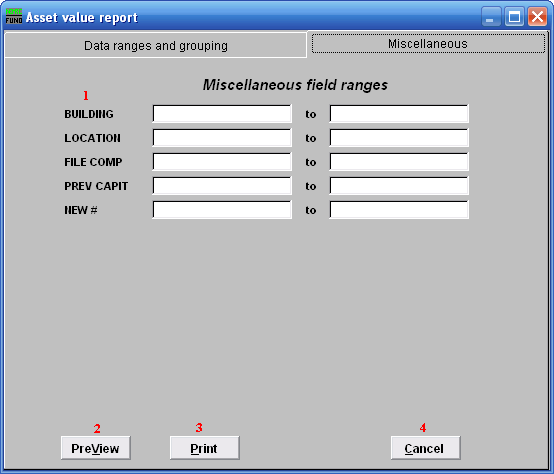 FUND
Asset value report
Data ranges and grouping
Miscellaneous
Miscellaneous field ranges
1
BUILDING to
LOCATION to
FILE COMP to
PREV CAPIT to
NEW # to
2 3 4
PreView Print Cancel